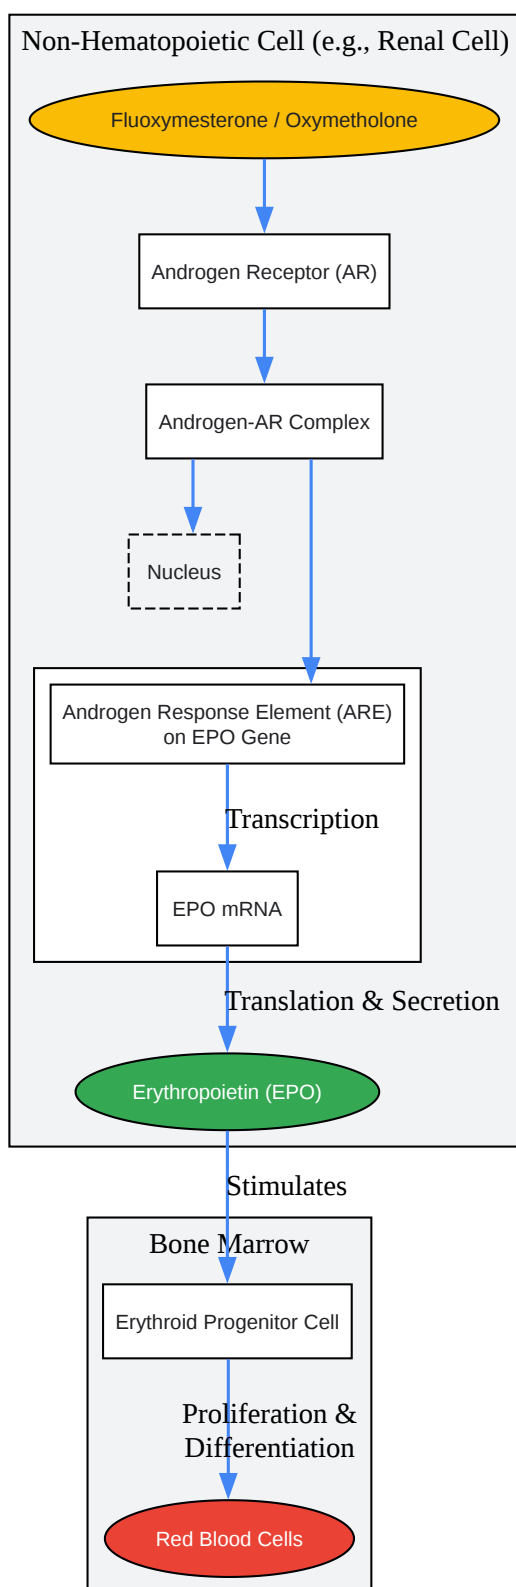 Non-Hematopoietic Cell (e.g., Renal Cell)
Fluoxymesterone / Oxymetholone
Androgen Receptor (AR)
Androgen-AR Complex
Nucleus
Androgen Response Element (ARE)
on EPO Gene
Transcription
EPO mRNA
Translation & Secretion
Erythropoietin (EPO)
Stimulates
Bone Marrow
Erythroid Progenitor Cell
Proliferation &
Differentiation
Red Blood Cells